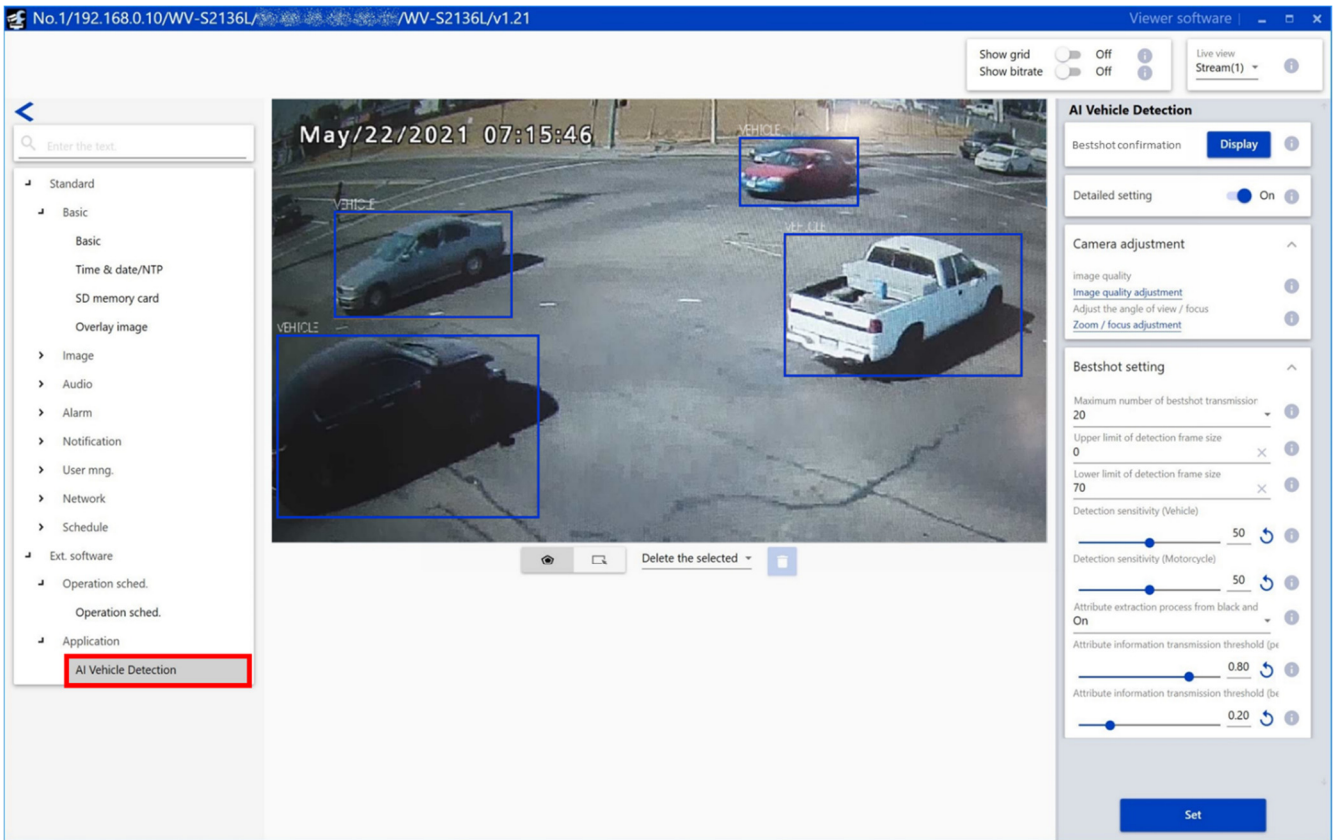 No.1/192.168.0.10/WV-S2136L/ /WV-S2136L/v1.21
Viewer software
Show grid Off
Show bitrate Off
Live view
Stream(1)
Enter the text.
Standard
Basic
Basic
Time & date/NTP
SD memory card
Overlay image
Image
Audio
Alarm
Notification
User mng.
Network
Schedule
Ext. software
Operation sched.
Operation sched.
Application
AI Vehicle Detection
May/22/2021 07:15:46
VEHICLE
VEHICLE
VEHICLE
VEHICLE
Delete the selected
AI Vehicle Detection
Bestshot confirmation Display
Detailed setting On
Camera adjustment
image quality
Image quality adjustment
Adjust the angle of view / focus
Zoom / focus adjustment
Bestshot setting
Maximum number of bestshot transmission
20
Upper limit of detection frame size
0
Lower limit of detection frame size
70
Detection sensitivity (Vehicle)
50
Detection sensitivity (Motorcycle)
50
Attribute extraction process from black and
On
Attribute information transmission threshold (pe
0.80
Attribute information transmission threshold (be
0.20
Set